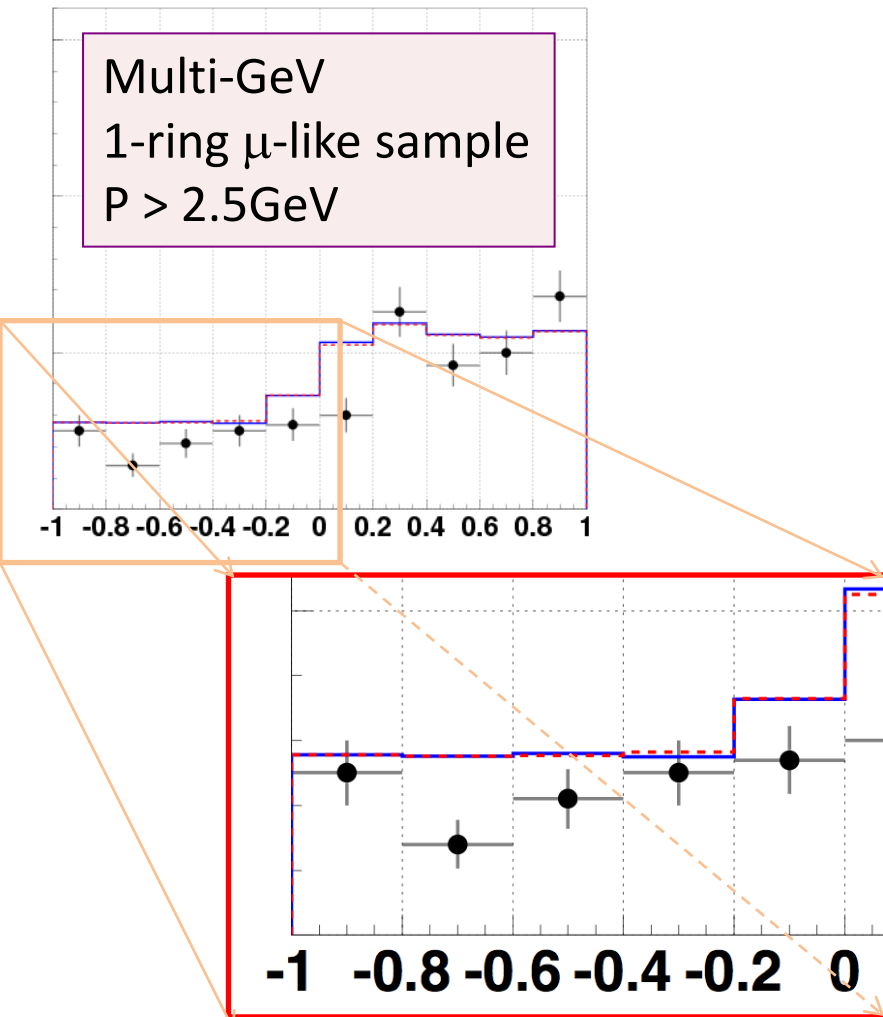 Multi-GeV
1-ring μ-like sample
P > 2.5GeV
-1 -0.8 -0.6 -0.4 -0.2 0 0.2 0.4 0.6 0.8 1
-1 -0.8 -0.6 -0.4 -0.2 0